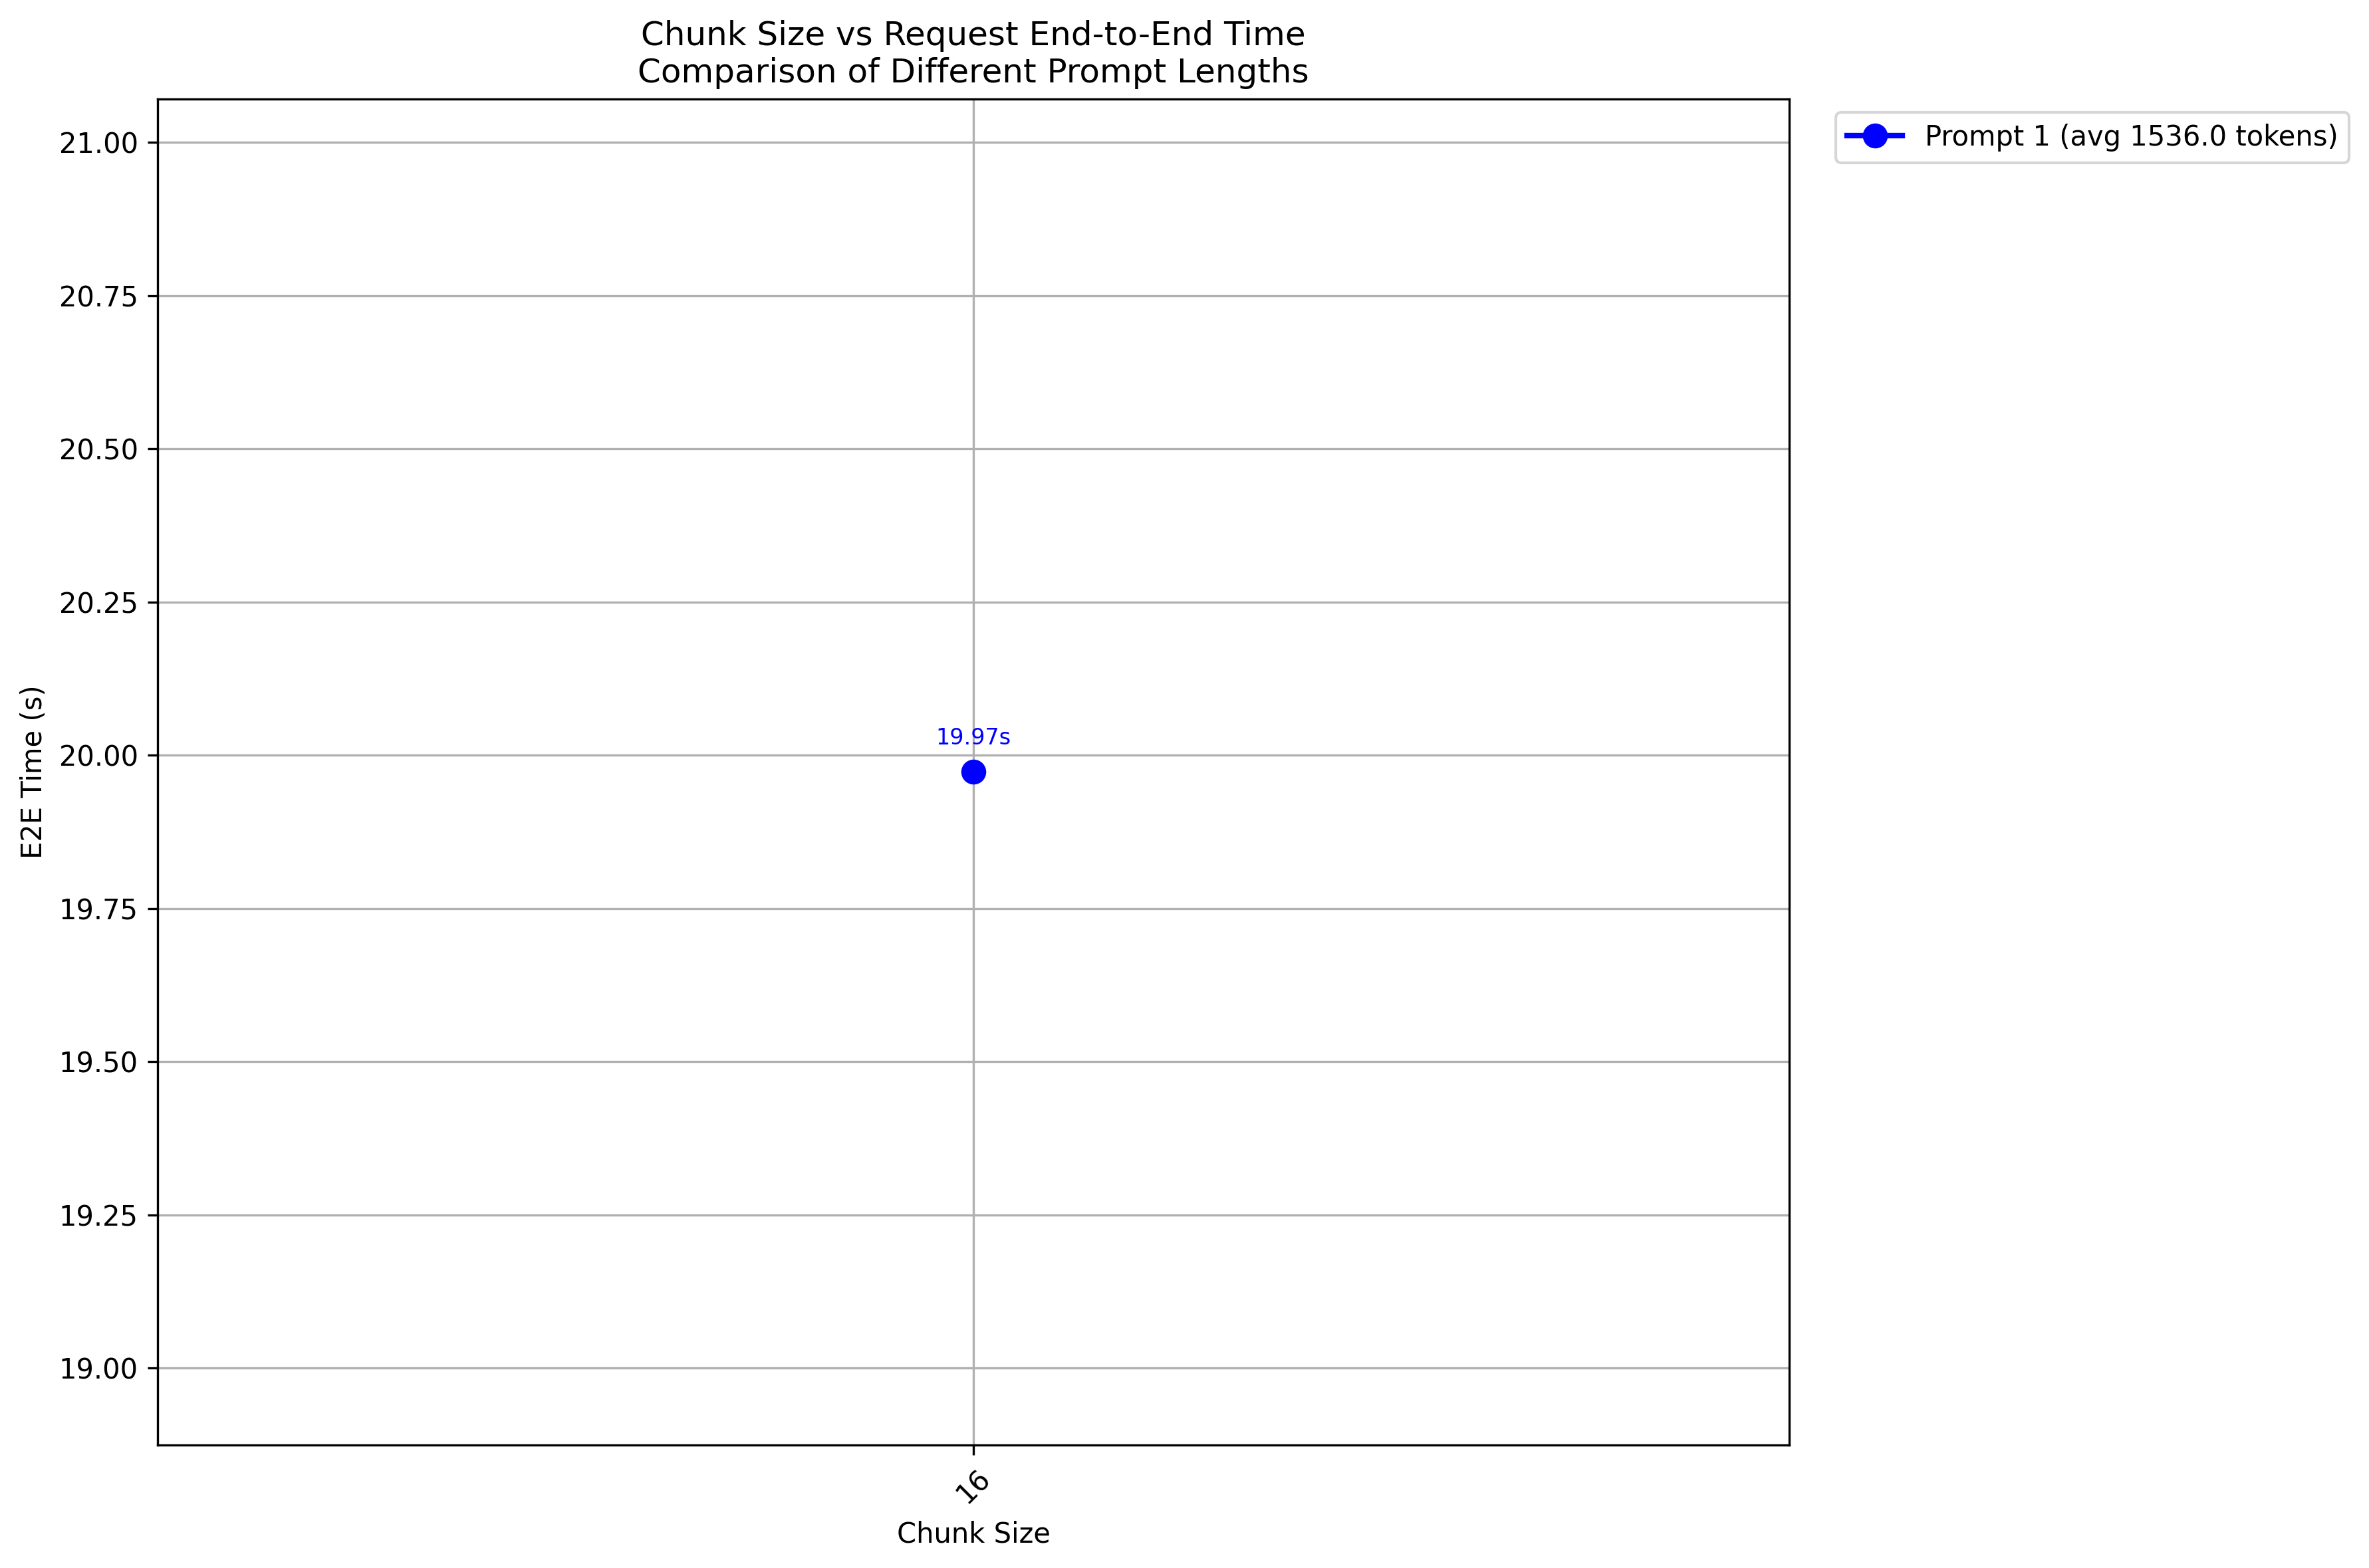 Chunk Size vs Request End-to-End Time
Comparison of Different Prompt Lengths
Prompt 1 (avg 1536.0 tokens)
21.00
20.75
20.50
20.25
20.00
19.75
19.50
19.25
19.00
E2E Time (s)
19.97s
16
Chunk Size